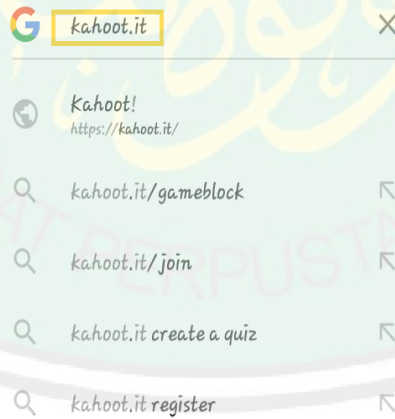 kahoot.it
Kahoot!
https://kahoot.it/
kahoot.it/gameblock
kahoot.it/join
kahoot.it create a quiz
kahoot.it register